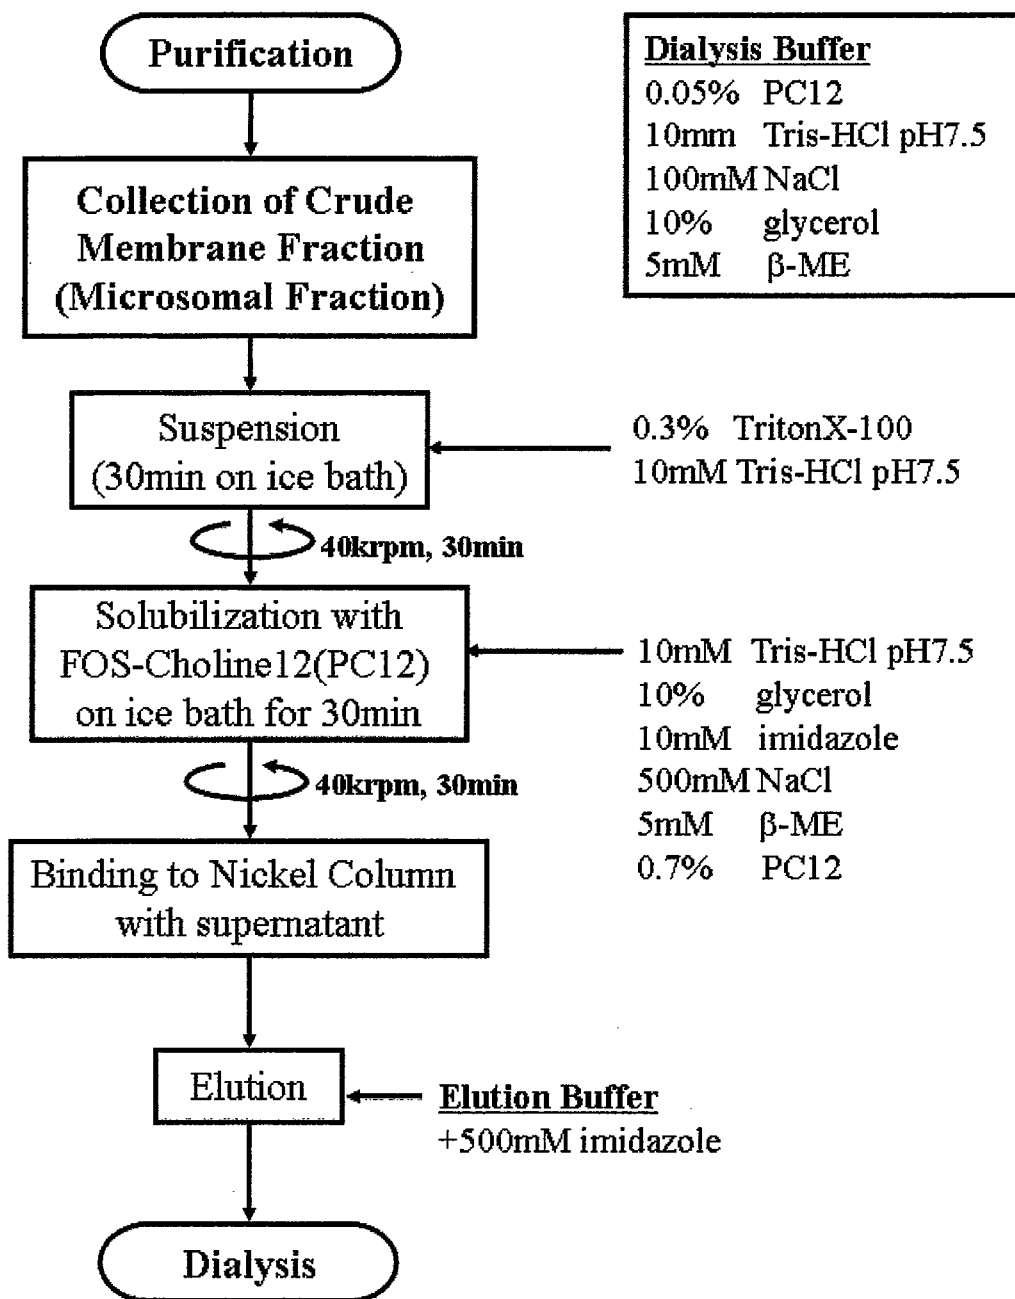 Purification
Collection of Crude
Membrane Fraction
(Microsomal Fraction)
Suspension
(30min on ice bath)
0.3% TritonX-100
10mM Tris-HCl pH7.5
40krpm, 30min
Solubilization with
FOS-Choline12(PC12)
on ice bath for 30min
10mM Tris-HCl pH7.5
10% glycerol
10mM imidazole
500mM NaCl
5mM β-ME
0.7% PC12
40krpm, 30min
Binding to Nickel Column
with supernatant
Elution
Elution Buffer
+500mM imidazole
Dialysis
Dialysis Buffer
0.05% PC12
10mm Tris-HCl pH7.5
100mM NaCl
10% glycerol
5mM β-ME